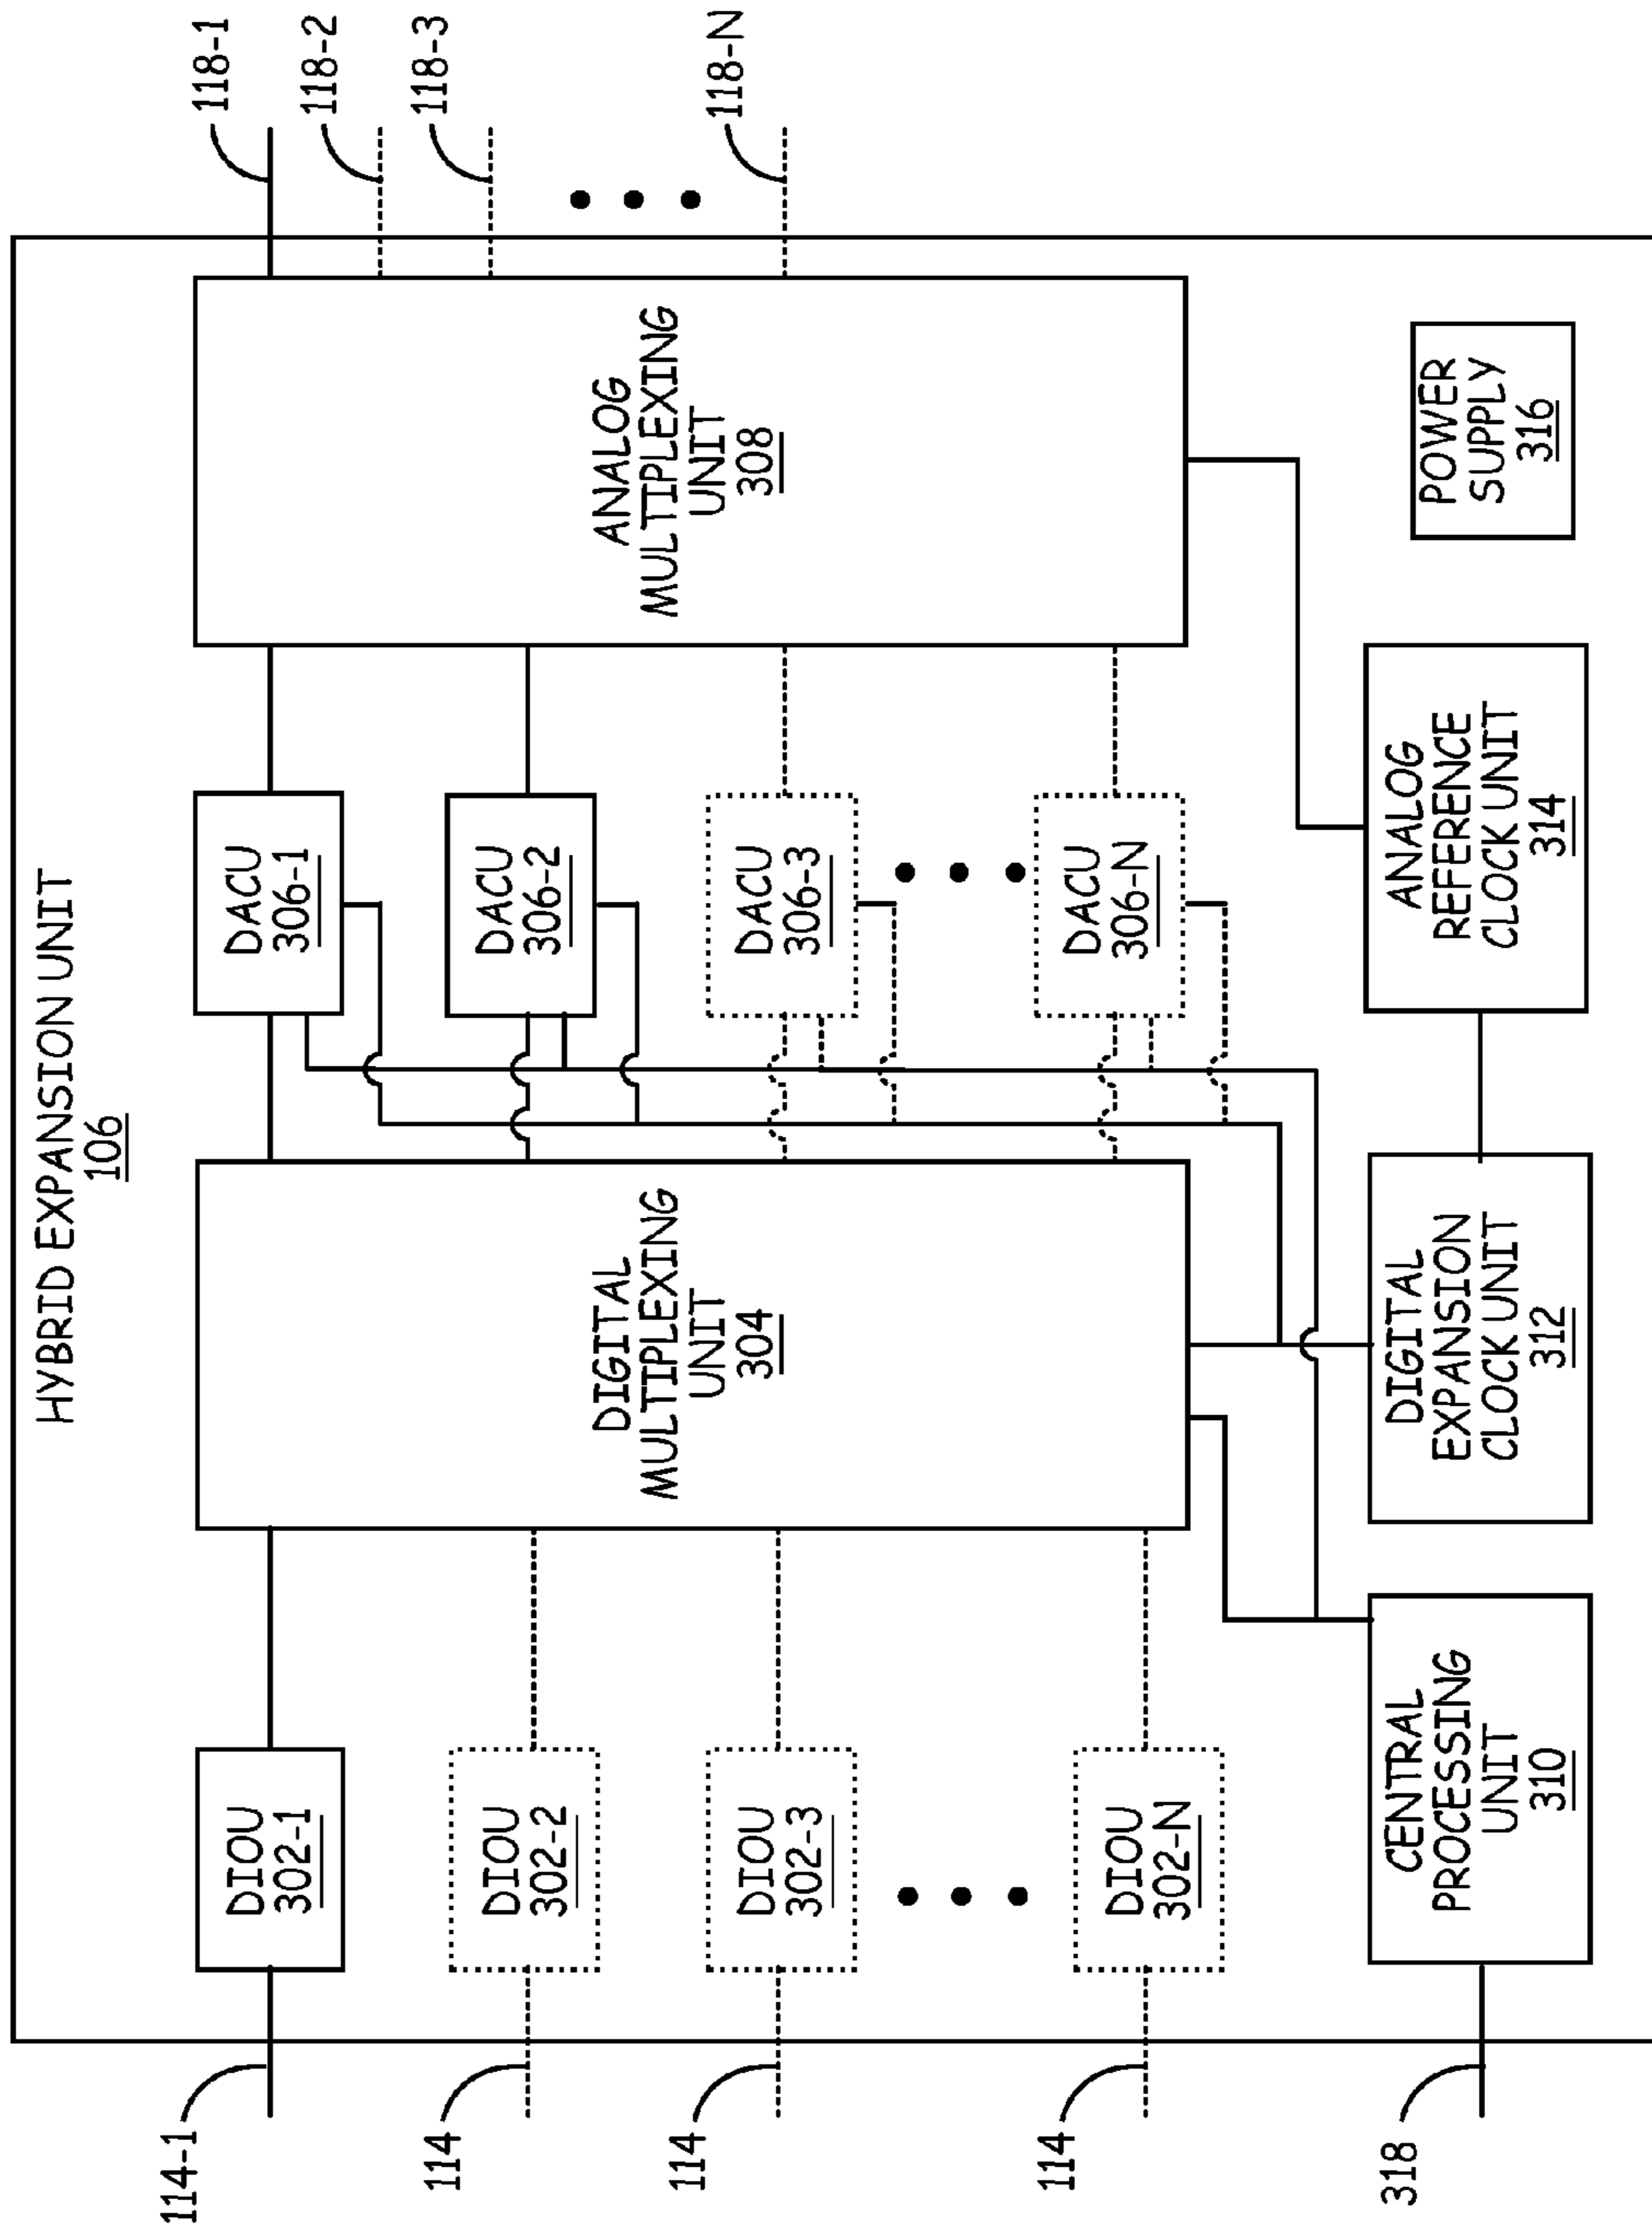 HYBRID EXPANSION UNIT
106
114-1
114
114
114
318
DIOU
302-1
DIOU
302-2
DIOU
302-3
DIOU
302-N
DIGITAL
MULTIPLEXING
UNIT
304
DACU
306-1
DACU
306-2
DACU
306-3
DACU
306-N
ANALOG
MULTIPLEXING
UNIT
308
118-1
118-2
118-3
118-N
CENTRAL
PROCESSING
UNIT
310
DIGITAL
EXPANSION
CLOCK UNIT
312
ANALOG
REFERENCE
CLOCK UNIT
314
POWER
SUPPLY
316